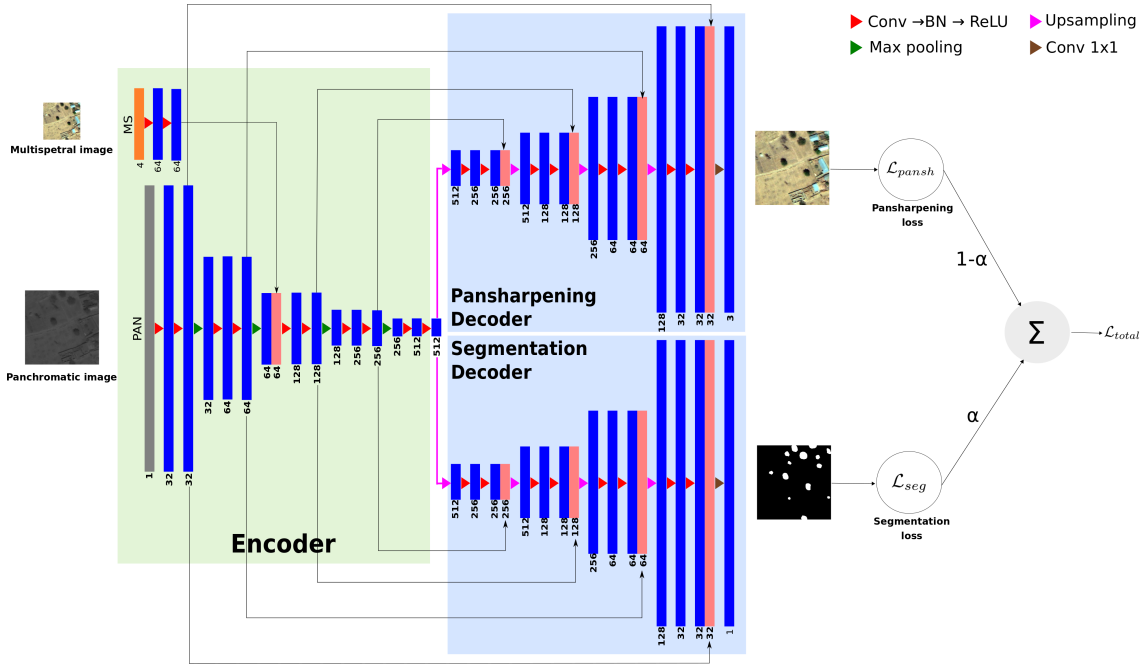 Conv →BN → ReLU
Upsampling
Max pooling
Conv 1x1
MS
4
64
64
Multispetral image
PAN
Panchromatic image
1
32
32
32
64
64
64
64
128
128
128
256
256
256
512
512
Encoder
512
256
256
256
512
128
128
128
256
64
64
64
128
32
32
32
3
Pansharpening
Decoder
Segmentation
Decoder
512
256
256
256
512
128
128
128
256
64
64
64
128
32
32
32
1
ℒpansh
Pansharpening
loss
1-α
Σ
ℒtotal
α
ℒseg
Segmentation
loss